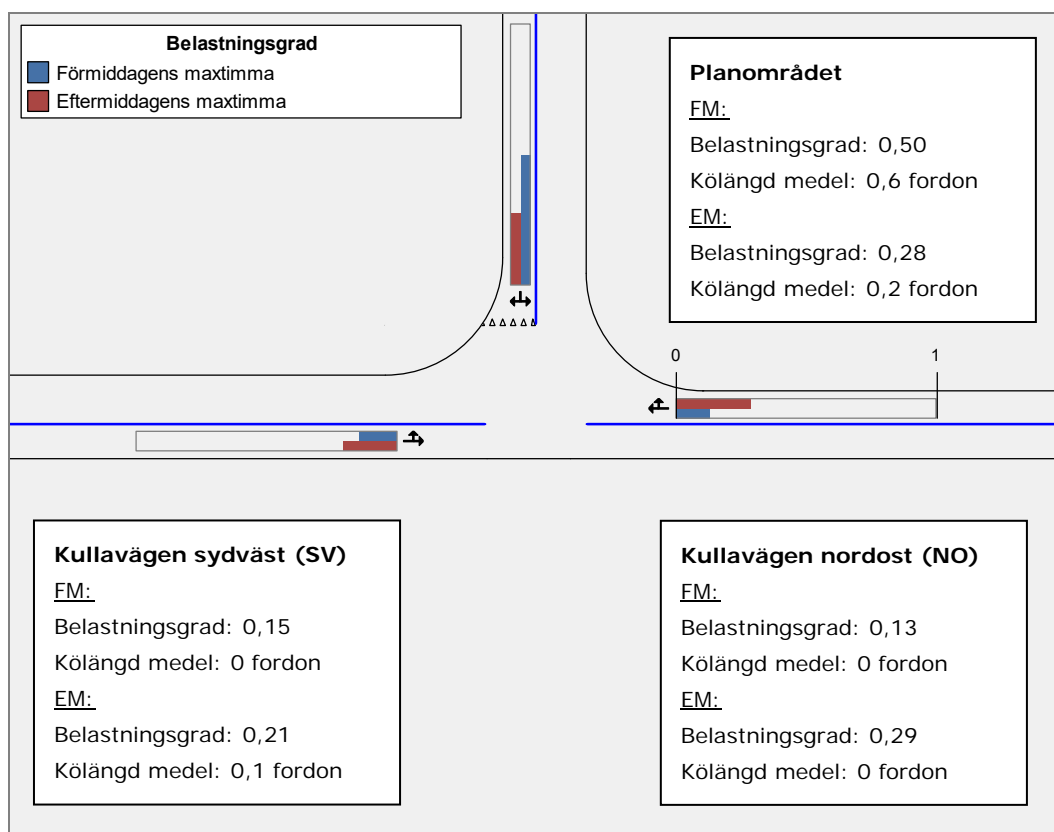 Belastningsgrad
Förmiddagens maxtimma
Eftermiddagens maxtimma
Planområdet
FM:
Belastningsgrad: 0,50
Kölängd medel: 0,6 fordon
EM:
Belastningsgrad: 0,28
Kölängd medel: 0,2 fordon
0 1
Kullavägen sydväst (SV)
FM:
Belastningsgrad: 0,15
Kölängd medel: 0 fordon
EM:
Belastningsgrad: 0,21
Kölängd medel: 0,1 fordon
Kullavägen nordost (NO)
FM:
Belastningsgrad: 0,13
Kölängd medel: 0 fordon
EM:
Belastningsgrad: 0,29
Kölängd medel: 0 fordon